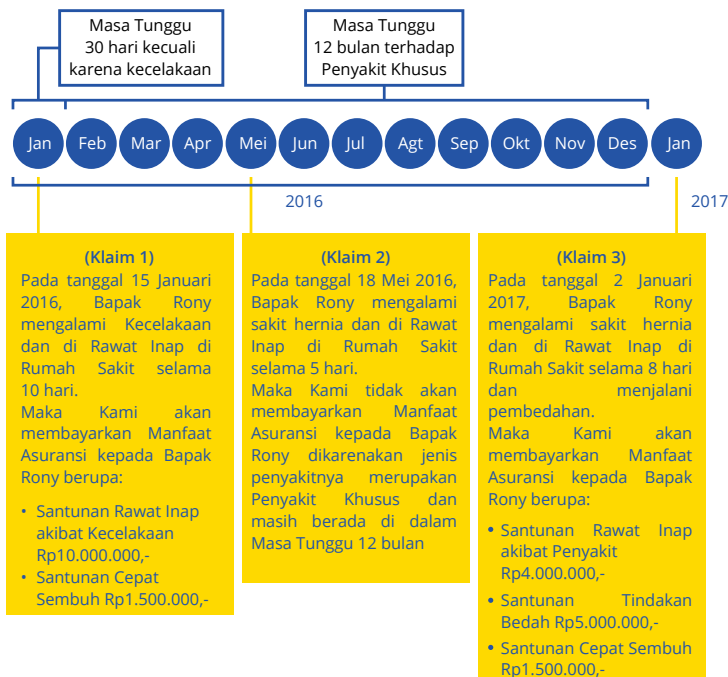 Masa Tunggu
30 hari kecuali
karena kecelakaan
Masa Tunggu
12 bulan terhadap
Penyakit Khusus
Jan Feb Mar Apr Mei Jun Jul Agt Sep Okt Nov Des Jan
2016 2017
(Klaim 1)
Pada tanggal 15 Januari
2016, Bapak Rony
mengalami Kecelakaan
dan di Rawat Inap di
Rumah Sakit selama
10 hari.
Maka Kami akan
membayarkan Manfaat
Asuransi kepada Bapak
Rony berupa:
• Santunan Rawat Inap
akibat Kecelakaan
Rp10.000.000,-
• Santunan Cepat
Sembuh Rp1.500.000,-
(Klaim 2)
Pada tanggal 18 Mei 2016,
Bapak Rony mengalami
sakit hernia dan di Rawat
Inap di Rumah Sakit
selama 5 hari.
Maka Kami tidak akan
membayarkan Manfaat
Asuransi kepada Bapak
Rony dikarenakan jenis
penyakitnya merupakan
Penyakit Khusus dan
masih berada di dalam
Masa Tunggu 12 bulan
(Klaim 3)
Pada tanggal 2 Januari
2017, Bapak Rony
mengalami sakit hernia
dan di Rawat Inap di
Rumah Sakit selama 8 hari
dan menjalani
pembedahan.
Maka Kami akan
membayarkan Manfaat
Asuransi kepada Bapak
Rony berupa:
• Santunan Rawat Inap
akibat Penyakit
Rp4.000.000,-
• Santunan Tindakan
Bedah Rp5.000.000,-
• Santunan Cepat Sembuh
Rp1.500.000,-